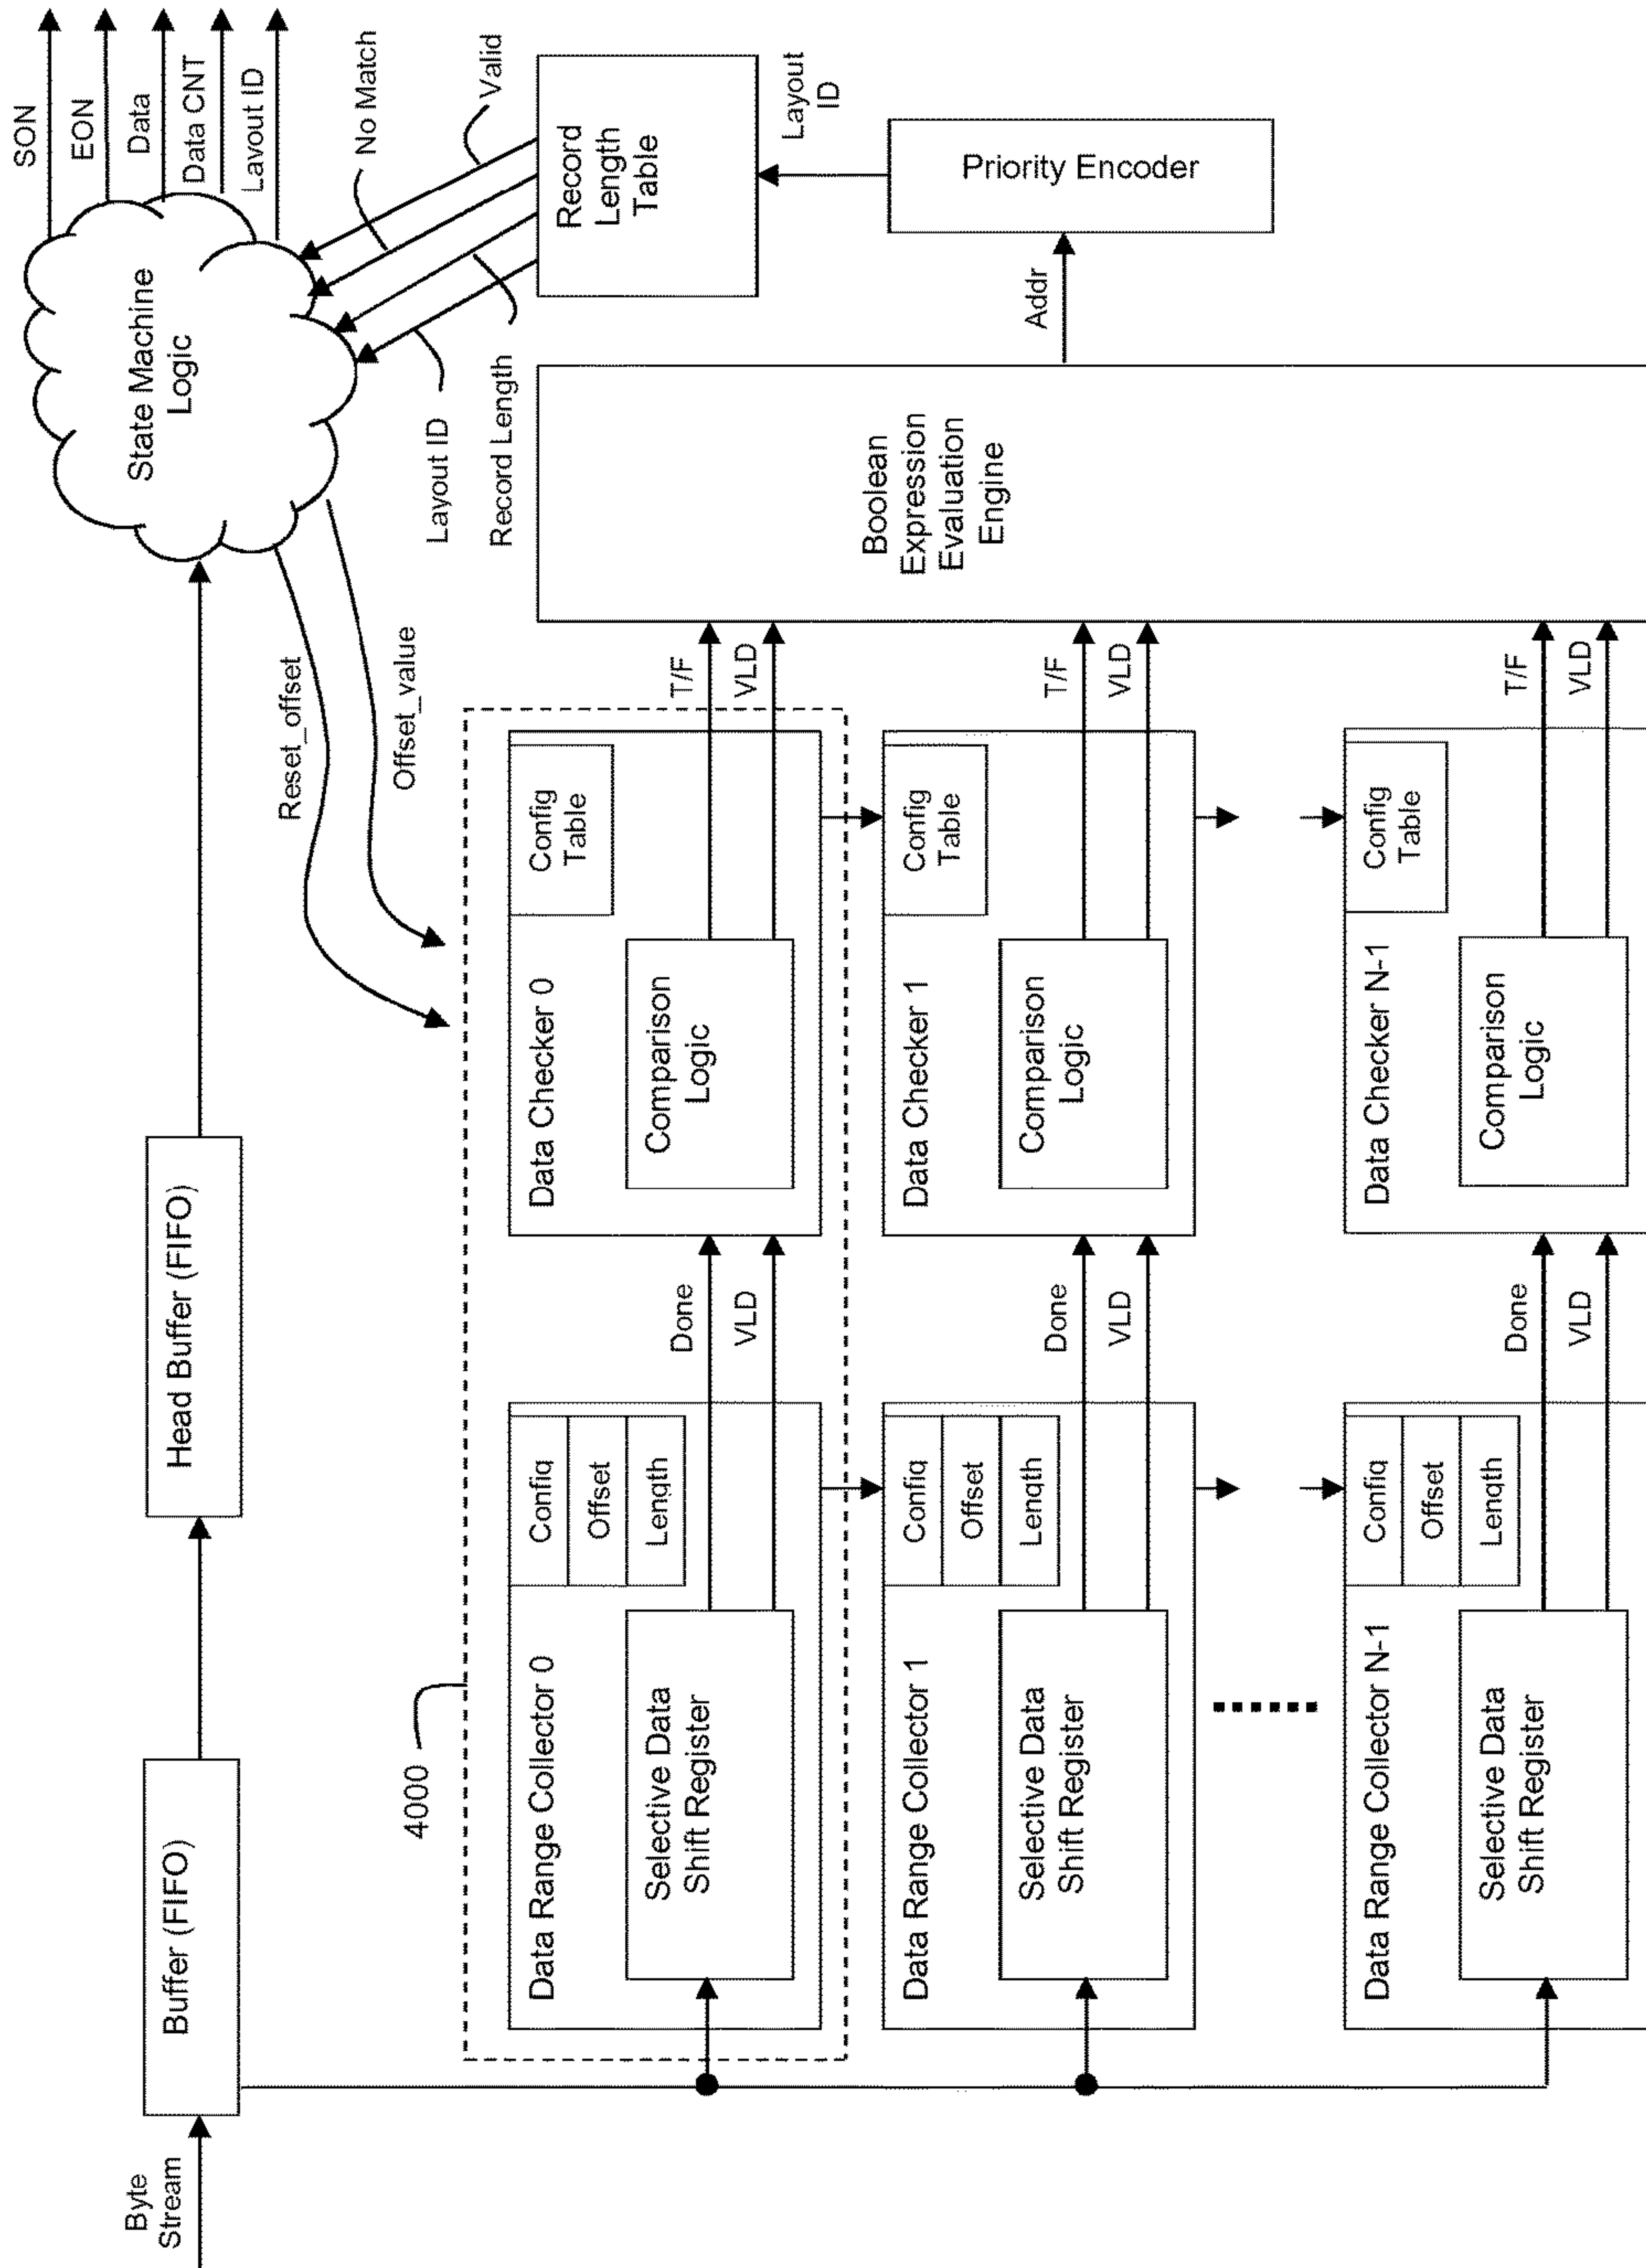 Byte
Stream
Buffer (FIFO)
Head Buffer (FIFO)
State Machine
Logic
SON
EON
Data
Data CNT
Layout ID
Reset_offset
Offset_value
Layout ID
Record Length
No Match
Valid
Record
Length
Table
Layout
ID
Priority Encoder
Addr
Boolean
Expression
Evaluation
Engine
4000
Data Range Collector 0
Selective Data
Shift Register
Config
Offset
Length
Done
VLD
Data Checker 0
Comparison
Logic
Config
Table
T/F
VLD
Data Range Collector 1
Selective Data
Shift Register
Config
Offset
Length
Done
VLD
Data Checker 1
Comparison
Logic
Config
Table
T/F
VLD
Data Range Collector N-1
Selective Data
Shift Register
Config
Offset
Length
Done
VLD
Data Checker N-1
Comparison
Logic
Config
Table
T/F
VLD